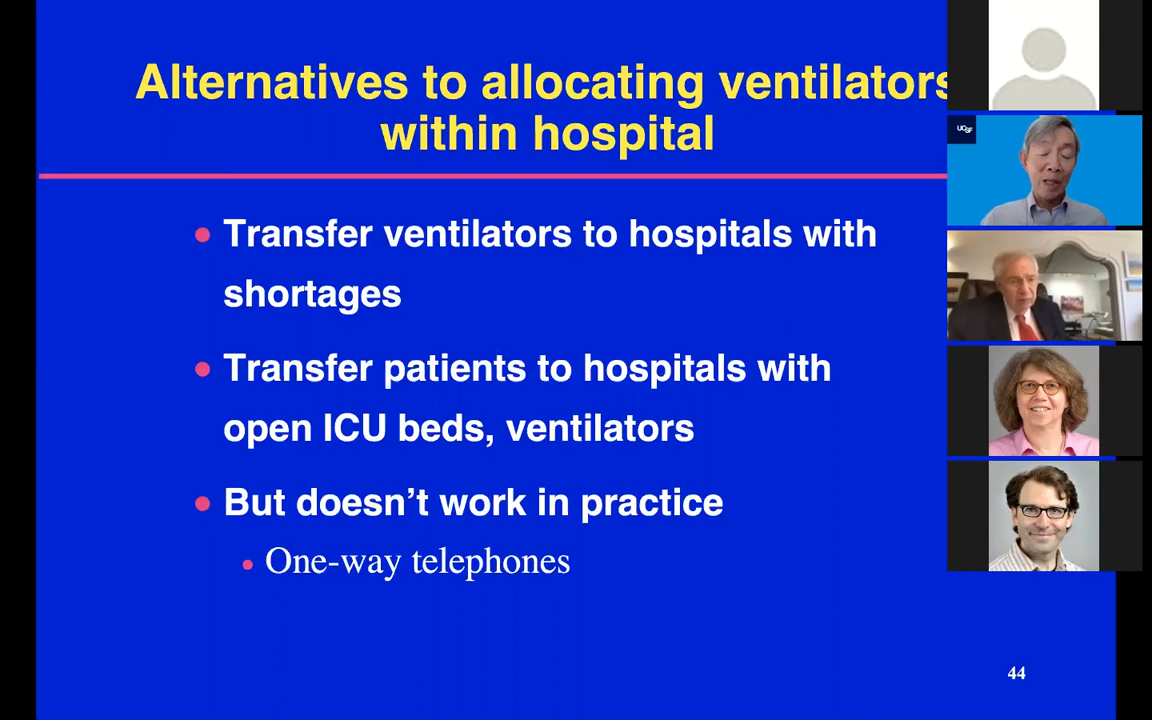 Alternatives to allocating ventilators
within hospital
Transfer ventilators to hospitals with
shortages
Transfer patients to hospitals with
open ICU beds, ventilators
But doesn’t work in practice
One-way telephones
44
UCSF